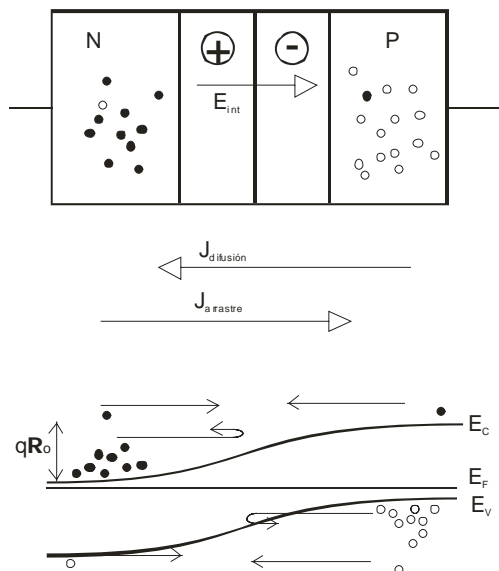 N
P
+
-
E int
J difusión
J arrastre
qRo
E C
E F
E V